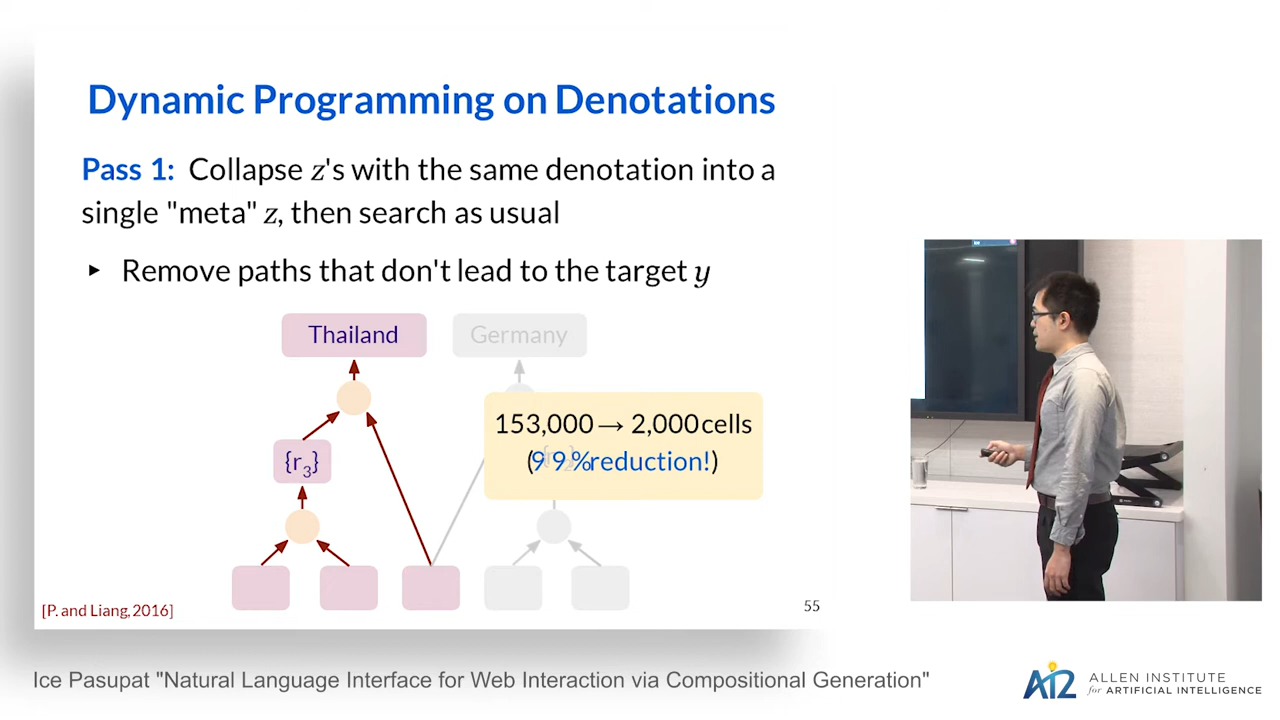 Dynamic Programming on Denotations
Pass 1: Collapse z's with the same denotation into a
single "meta" z, then search as usual
▸ Remove paths that don't lead to the target y
Thailand
Germany
153,000 → 2,000 cells
(99% reduction!)
{r3}
[P. and Liang, 2016]
55
Ice Pasupat "Natural Language Interface for Web Interaction via Compositional Generation"
AI2
ALLEN INSTITUTE
for ARTIFICIAL INTELLIGENCE